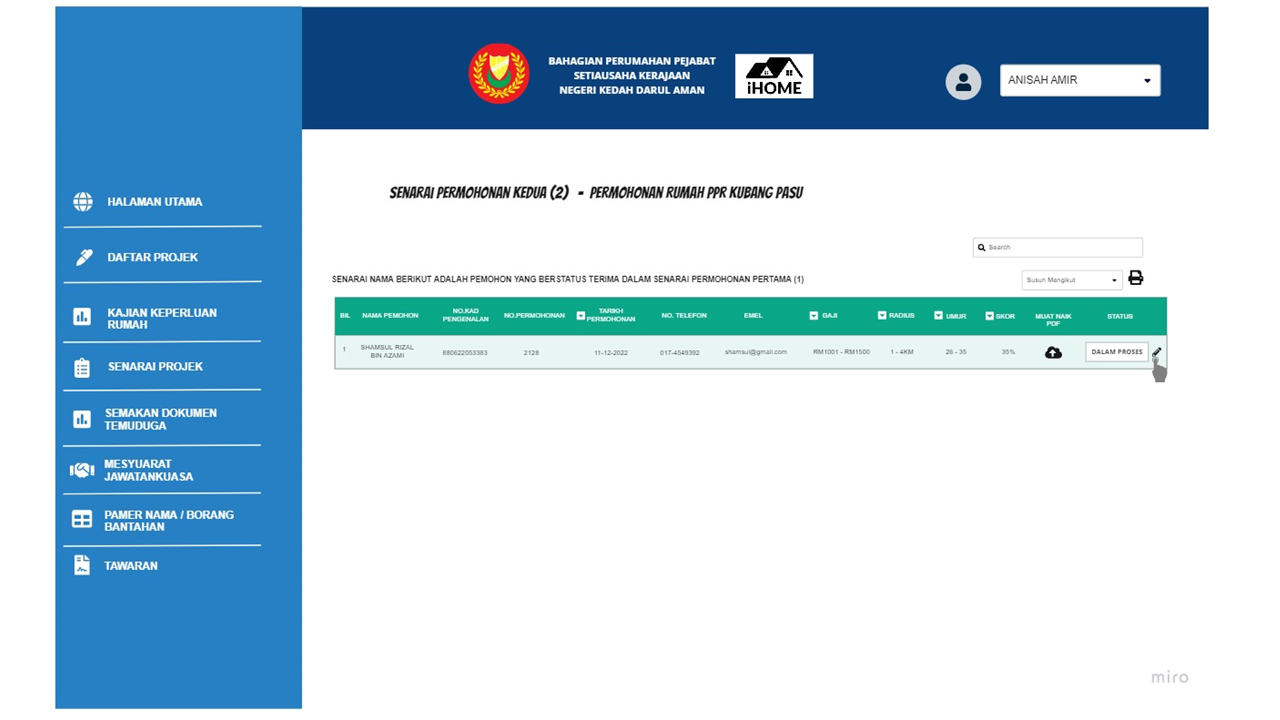 BAHAGIAN PERUMAHAN PEJABAT
SETIAUSAHA KERAJAAN
NEGERI KEDAH DARUL AMAN
iHOME
ANISAH AMIR
HALAMAN UTAMA
DAFTAR PROJEK
KAJIAN KEPERLUAN
RUMAH
SENARAI PROJEK
SEMAKAN DOKUMEN
TEMUDUGA
MESYUARAT
JAWATANKUASA
PAMER NAMA / BORANG
BANTAHAN
TAWARAN
SENARAI PERMOHONAN KEDUA (2) - PERMOHONAN RUMAH PPR KUBANG PASU
Search
SENARAI NAMA BERIKUT ADALAH PEMOHON YANG BERSTATUS TERIMA DALAM SENARAI PERMOHONAN PERTAMA (1)
Susun Mengikut
BIL
NAMA PEMOHON
NO.KAD
PENGENALAN
NO.PERMOHONAN
TARIKH
PERMOHONAN
NO. TELEFON
EMEL
GAJI
RADIUS
UMUR
SKOR
MUAT NAIK
PDF
STATUS
1
SHAMSUL RIZAL
BIN AZAMI
880622053383
2128
11-12-2022
017-4549392
shamsul@gmail.com
RM1001 - RM1500
1 - 4KM
26 - 35
35%
DALAM PROSES
miro